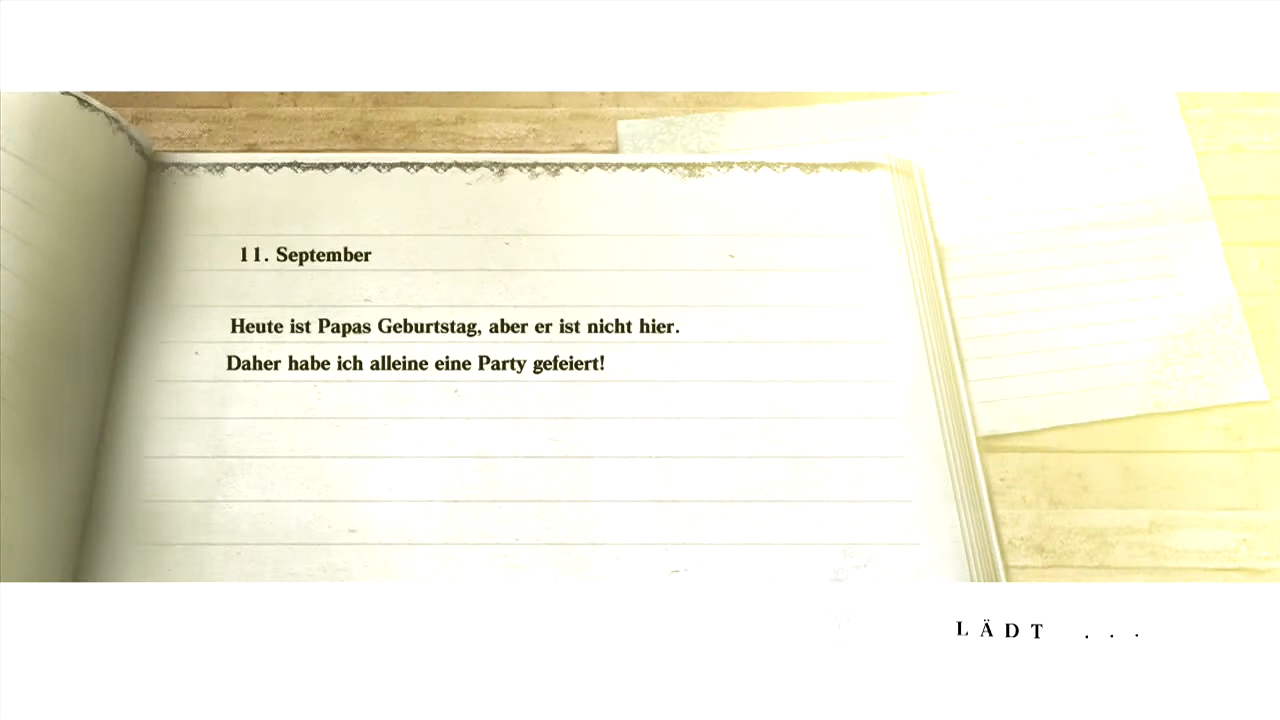 11. September
Heute ist Papas Geburtstag, aber er ist nicht hier.
Daher habe ich alleine eine Party gefeiert!
LÄDT ...